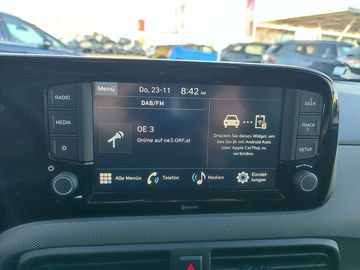 RADIO
MEDIA
Menü
Do, 23-11
8:42 AM
DAB/FM
OE 3
Online auf oe3.ORF.at
Drücken Sie dieses Widget, um
das Gerät mit Android Auto
oder Apple CarPlay zu
verbinden.
Alle Menüs
Telefon
Medien
Einstel-
lungen
SEEK
TRACK
SETUP
Bluetooth